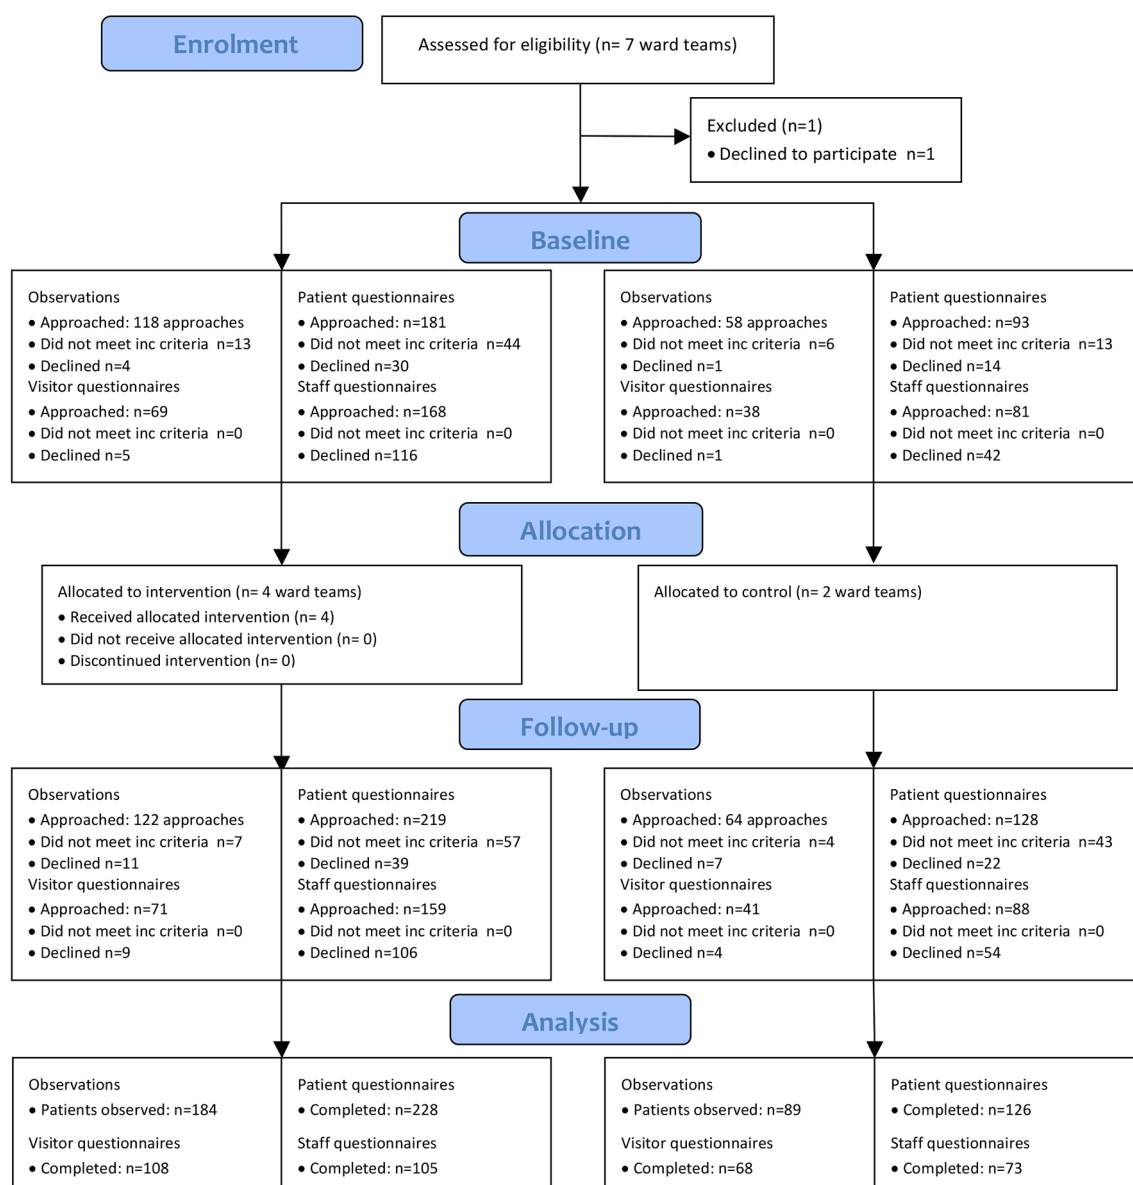 Enrolment
Assessed for eligibility (n= 7 ward teams)
Excluded (n=1)
• Declined to participate  n=1
Baseline
Observations
• Approached: 118 approaches
• Did not meet inc criteria  n=13
• Declined n=4
Visitor questionnaires
• Approached: n=69
• Did not meet inc criteria  n=0
• Declined n=5
Patient questionnaires
• Approached: n=181
• Did not meet inc criteria  n=44
• Declined n=30
Staff questionnaires
• Approached: n=168
• Did not meet inc criteria  n=0
• Declined n=116
Observations
• Approached: 58 approaches
• Did not meet inc criteria  n=6
• Declined n=1
Visitor questionnaires
• Approached: n=38
• Did not meet inc criteria  n=0
• Declined n=1
Patient questionnaires
• Approached: n=93
• Did not meet inc criteria  n=13
• Declined n=14
Staff questionnaires
• Approached: n=81
• Did not meet inc criteria  n=0
• Declined n=42
Allocation
Allocated to intervention (n= 4 ward teams)
• Received allocated intervention (n= 4)
• Did not receive allocated intervention (n= 0)
• Discontinued intervention (n= 0)
Allocated to control (n= 2 ward teams)
Follow-up
Observations
• Approached: 122 approaches
• Did not meet inc criteria  n=7
• Declined n=11
Visitor questionnaires
• Approached: n=71
• Did not meet inc criteria  n=0
• Declined n=9
Patient questionnaires
• Approached: n=219
• Did not meet inc criteria  n=57
• Declined n=39
Staff questionnaires
• Approached: n=159
• Did not meet inc criteria  n=0
• Declined n=106
Observations
• Approached: 64 approaches
• Did not meet inc criteria  n=4
• Declined n=7
Visitor questionnaires
• Approached: n=41
• Did not meet inc criteria  n=0
• Declined n=4
Patient questionnaires
• Approached: n=128
• Did not meet inc criteria  n=43
• Declined n=22
Staff questionnaires
• Approached: n=88
• Did not meet inc criteria  n=0
• Declined n=54
Analysis
Observations
• Patients observed: n=184
Visitor questionnaires
• Completed: n=108
Patient questionnaires
• Completed: n=228
Staff questionnaires
• Completed: n=105
Observations
• Patients observed: n=89
Visitor questionnaires
• Completed: n=68
Patient questionnaires
• Completed: n=126
Staff questionnaires
• Completed: n=73